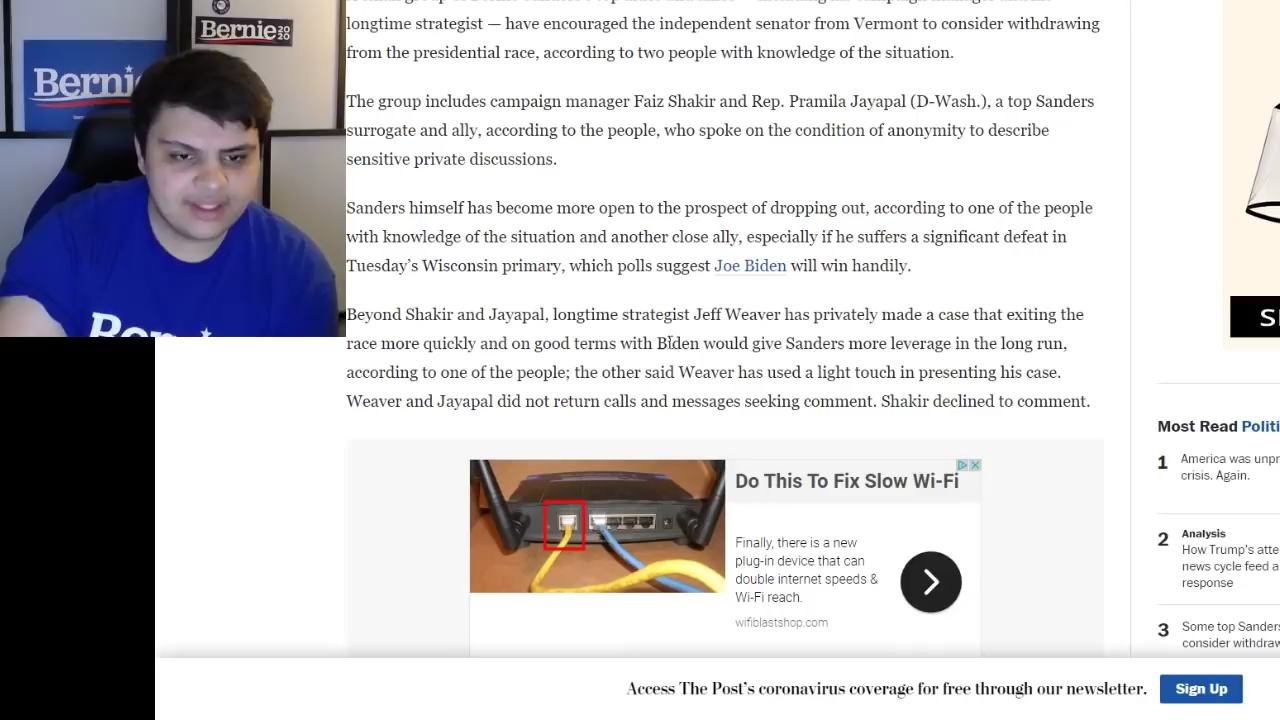 Bernie 2020
Berni
longtime strategist — have encouraged the independent senator from Vermont to consider withdrawing
from the presidential race, according to two people with knowledge of the situation.
The group includes campaign manager Faiz Shakir and Rep. Pramila Jayapal (D-Wash.), a top Sanders
surrogate and ally, according to the people, who spoke on the condition of anonymity to describe
sensitive private discussions.
Sanders himself has become more open to the prospect of dropping out, according to one of the people
with knowledge of the situation and another close ally, especially if he suffers a significant defeat in
Tuesday’s Wisconsin primary, which polls suggest Joe Biden will win handily.
Beyond Shakir and Jayapal, longtime strategist Jeff Weaver has privately made a case that exiting the
race more quickly and on good terms with Biden would give Sanders more leverage in the long run,
according to one of the people; the other said Weaver has used a light touch in presenting his case.
Weaver and Jayapal did not return calls and messages seeking comment. Shakir declined to comment.
Do This To Fix Slow Wi-Fi
Finally, there is a new
plug-in device that can
double internet speeds &
Wi-Fi reach.
wifiblastshop.com
S
Most Read Politi
1 America was unpr
crisis. Again.
2 Analysis
How Trump's atte
news cycle feed a
response
3 Some top Sanders
consider withdraw
Access The Post’s coronavirus coverage for free through our newsletter.
Sign Up